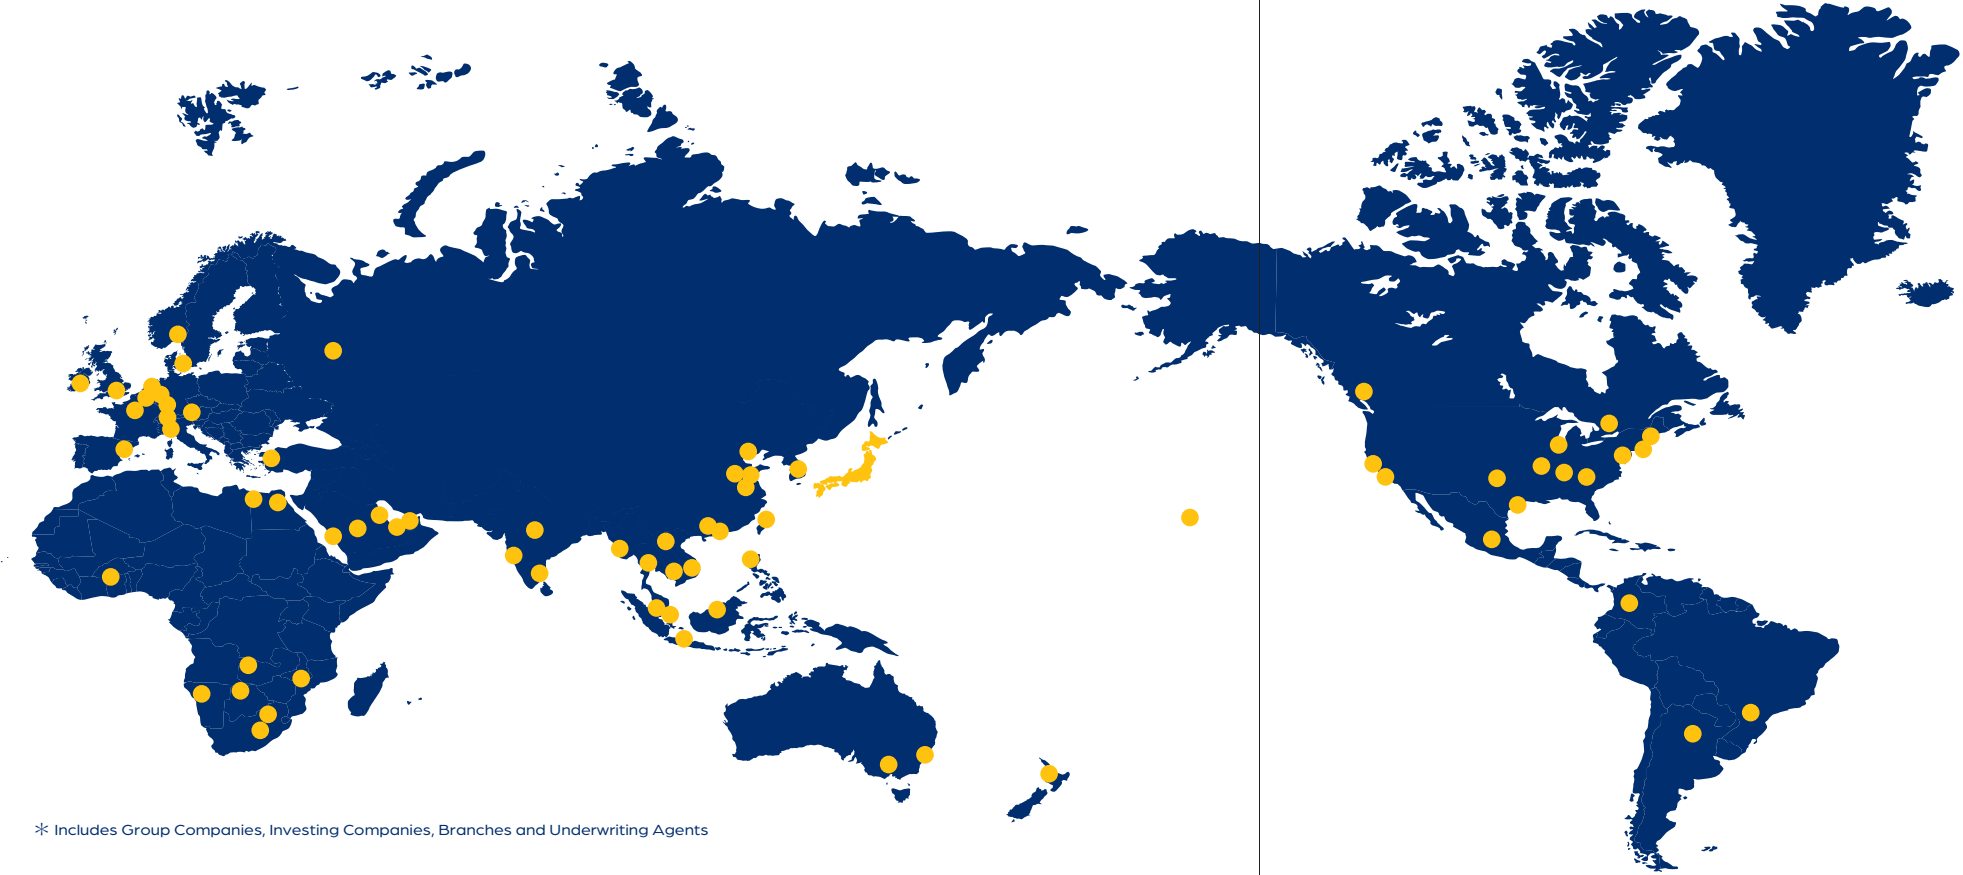 ＊ Includes Group Companies, Investing Companies, Branches and Underwriting Agents